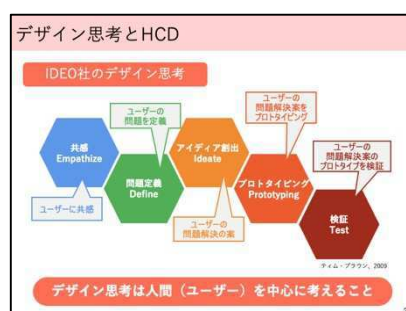 デザイン思考とHCD
IDEO社のデザイン思考
ユーザーの
問題を定義
ユーザーの
問題解決案を
プロトタイピング
ユーザーの
問題解決案の
プロトタイプを検証
共感
Empathize
アイディア創出
Ideate
問題定義
Define
プロトタイピング
Prototyping
検証
Test
ユーザーに共感
ユーザーの
問題解決の案
ティム・ブラウン, 2009
デザイン思考は人間（ユーザー）を中心に考えること